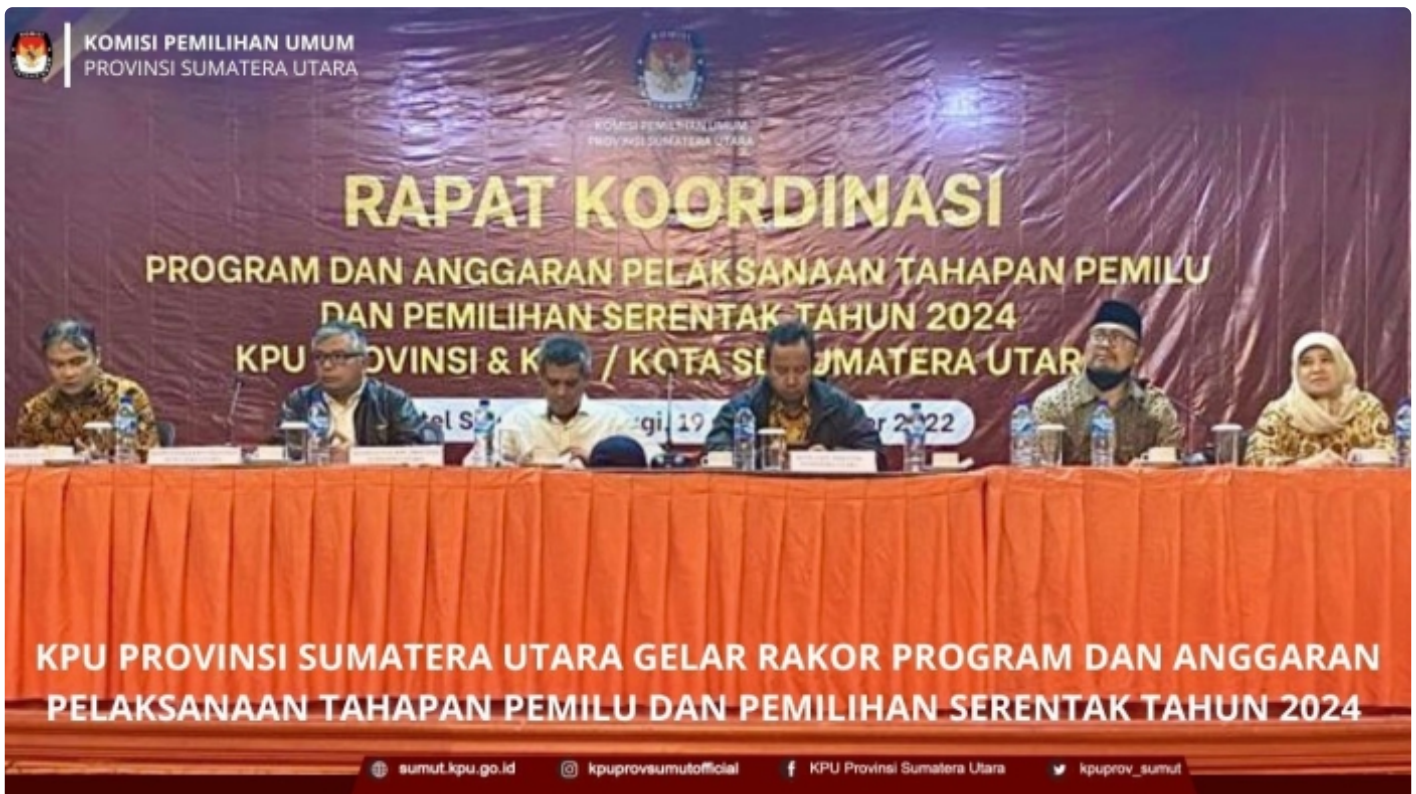 KOMISI PEMILIHAN UMUM
PROVINSI SUMATERA UTARA
KOMISI PEMILIHAN UMUM
PROVINSI SUMATERA UTARA
RAPAT KOORDINASI
PROGRAM DAN ANGGARAN PELAKSANAAN TAHAPAN PEMILU
DAN PEMILIHAN SERENTAK TAHUN 2024
KPU PROVINSI & / KOTA SUMATERA UTARA
19 2022
KPU PROVINSI SUMATERA UTARA GELAR RAKOR PROGRAM DAN ANGGARAN
PELAKSANAAN TAHAPAN PEMILU DAN PEMILIHAN SERENTAK TAHUN 2024
sumut.kpu.go.id kpuprovsumutofficial KPU Provinsi Sumatera Utara kpuprov_sumut